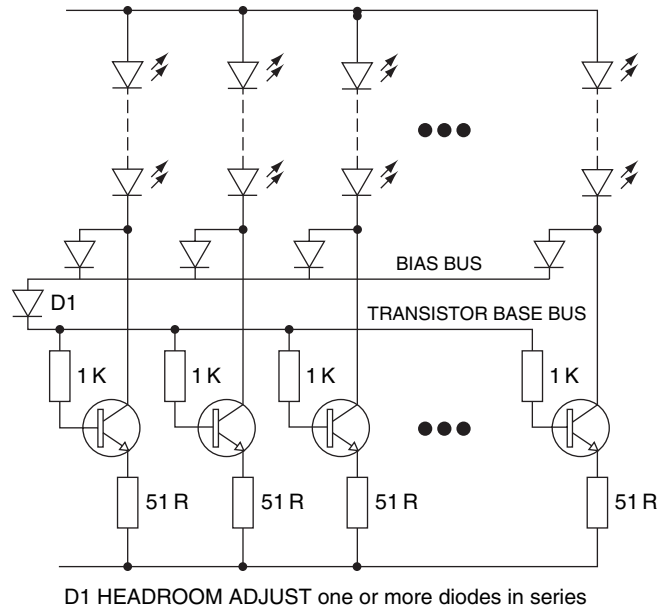 BIAS BUS
D1
TRANSISTOR BASE BUS
1 K 1 K 1 K 1 K
51 R 51 R 51 R 51 R
D1 HEADROOM ADJUST one or more diodes in series